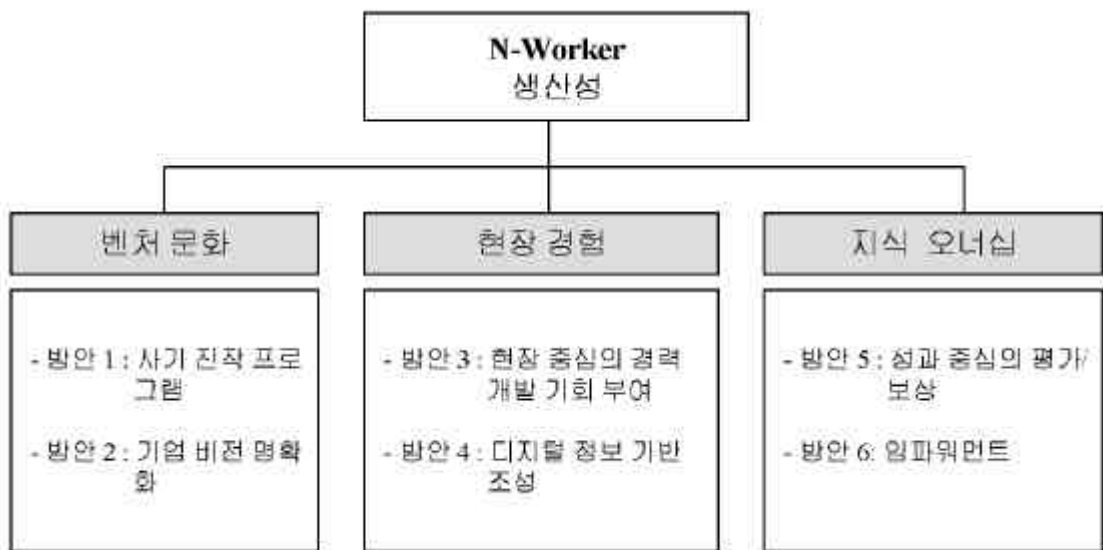 N-Worker
생산성
벤처 문화
- 방안 1 : 사기 진작 프로
그램
- 방안 2 : 기업 비전 명확
화
현장 경험
- 방안 3 : 현장 중심의 경력
개발 기회 부여
- 방안 4 : 디지털 정보 기반
조성
지식 오너십
- 방안 5 : 성과 중심의 평가/
보상
- 방안 6: 임파워먼트